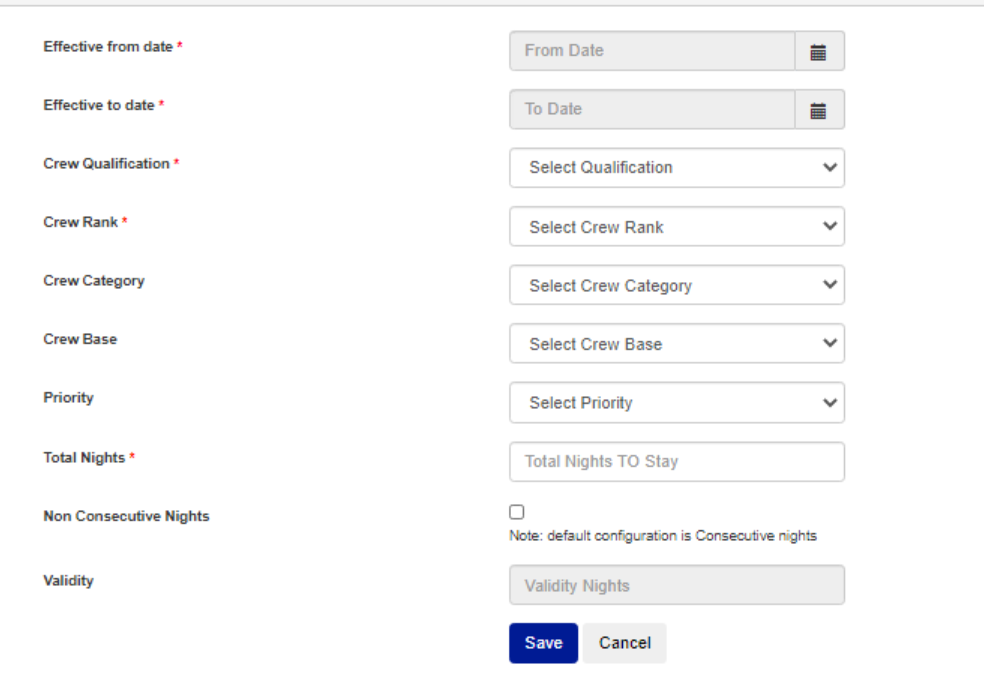 Effective from date *
From Date
Effective to date *
To Date
Crew Qualification *
Select Qualification
Crew Rank *
Select Crew Rank
Crew Category
Select Crew Category
Crew Base
Select Crew Base
Priority
Select Priority
Total Nights *
Total Nights TO Stay
Non Consecutive Nights
Note: default configuration is Consecutive nights
Validity
Validity Nights
Save
Cancel